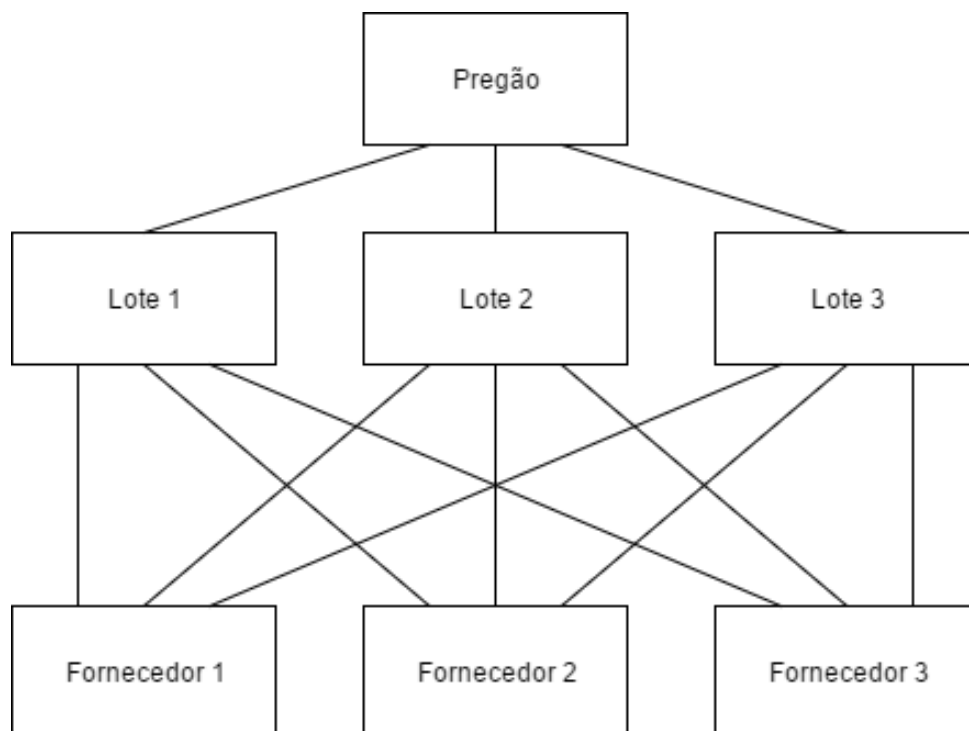 Pregão
Lote 1
Lote 2
Lote 3
Fornecedor 1
Fornecedor 2
Fornecedor 3